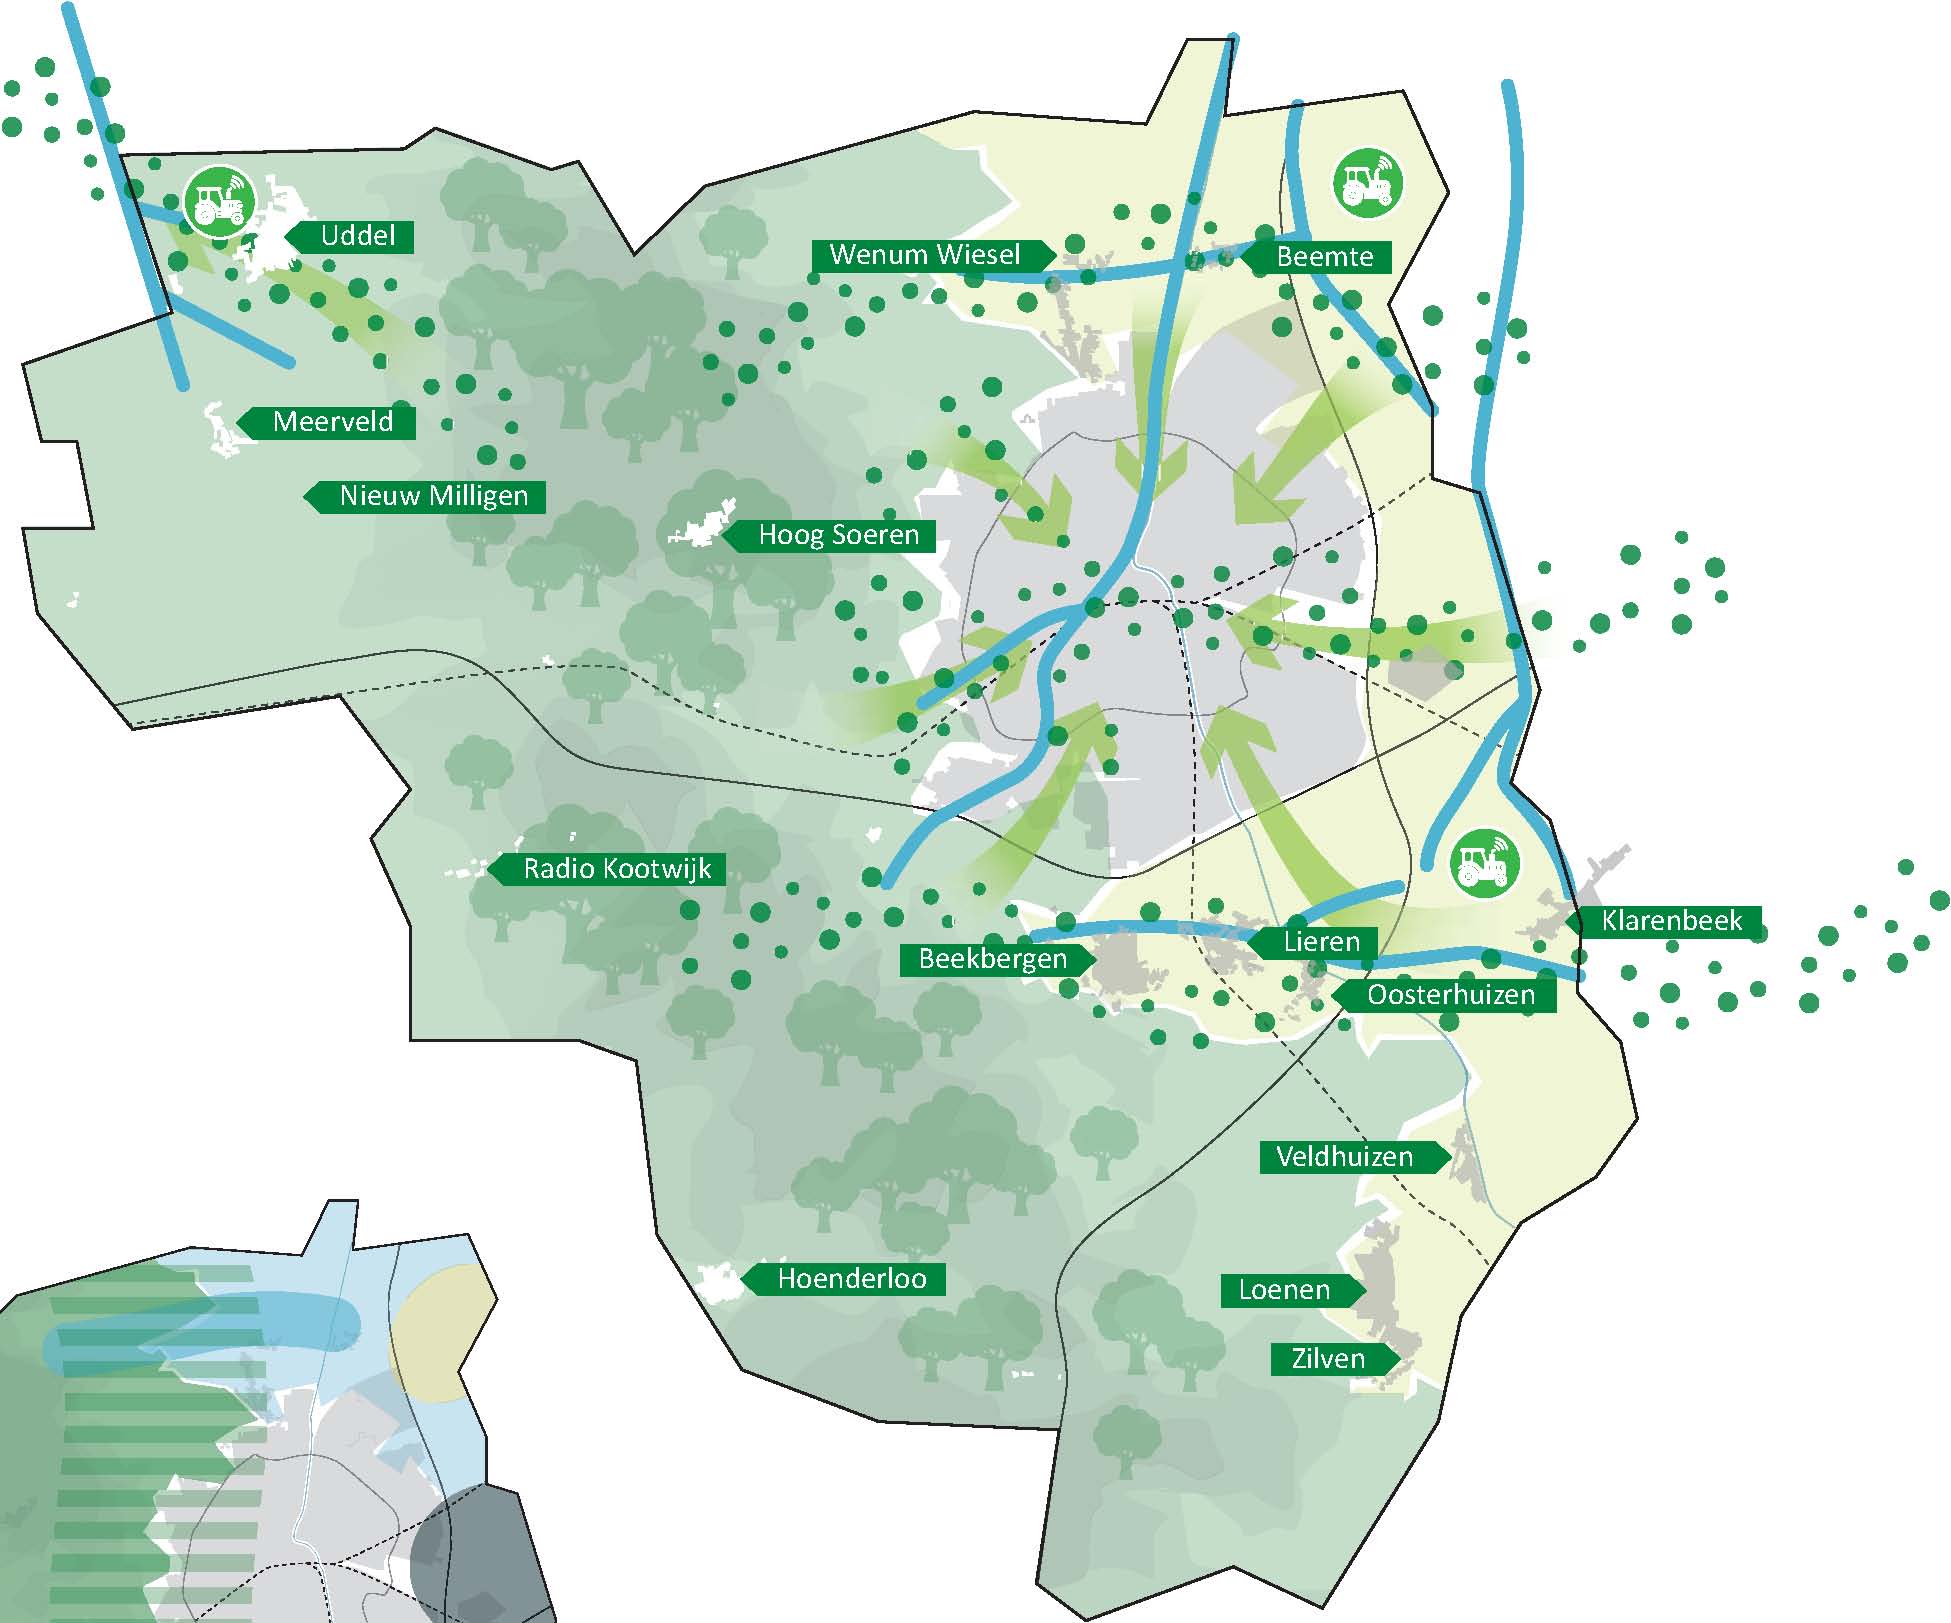 Uddel
Wenum Wiesel
Beemte
Meerveld
Nieuw Milligen
Hoog Soeren
Radio Kootwijk
Klarenbeek
Lieren
Beekbergen
Oosterhuizen
Veldhuizen
Hoenderloo
Loenen
Zilven